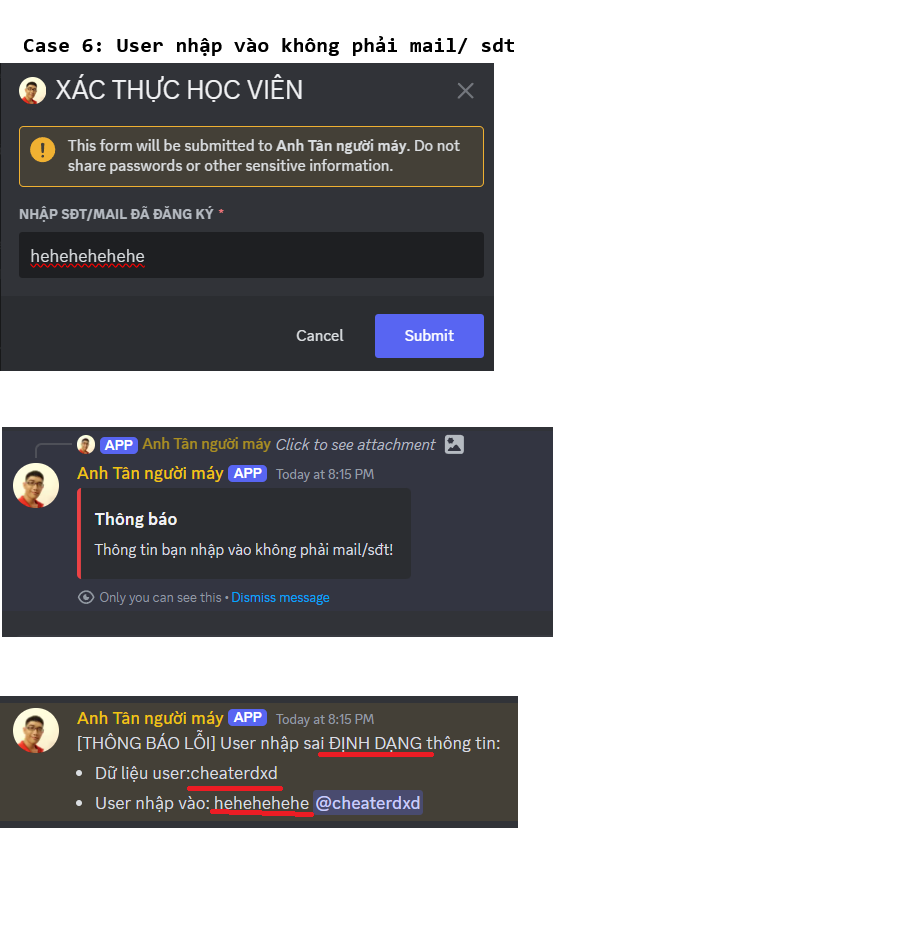 Case 6: User nhập vào không phải mail/ sdt
XÁC THỰC HỌC VIÊN
This form will be submitted to Anh Tân người máy. Do not
share passwords or other sensitive information.
NHẬP SĐT/MAIL ĐÃ ĐĂNG KÝ *
hehehehehehe
Cancel
Submit
APP Anh Tân người máy Click to see attachment
Anh Tân người máy APP Today at 8:15 PM
Thông báo
Thông tin bạn nhập vào không phải mail/sđt!
Only you can see this • Dismiss message
Anh Tân người máy APP Today at 8:15 PM
[THÔNG BÁO LỖI] User nhập sai ĐỊNH DẠNG thông tin:
• Dữ liệu user:cheaterdxd
• User nhập vào: hehehehehe @cheaterdxd